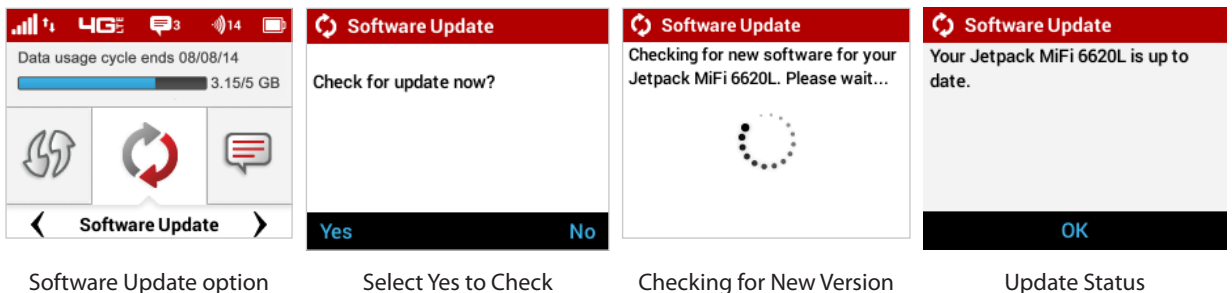 4G LTE 3 14
Data usage cycle ends 08/08/14
3.15/5 GB
Software Update
Software Update option
Software Update
Check for update now?
Yes No
Select Yes to Check
Software Update
Checking for new software for your
Jetpack MiFi 6620L. Please wait...
Checking for New Version
Software Update
Your Jetpack MiFi 6620L is up to
date.
OK
Update Status